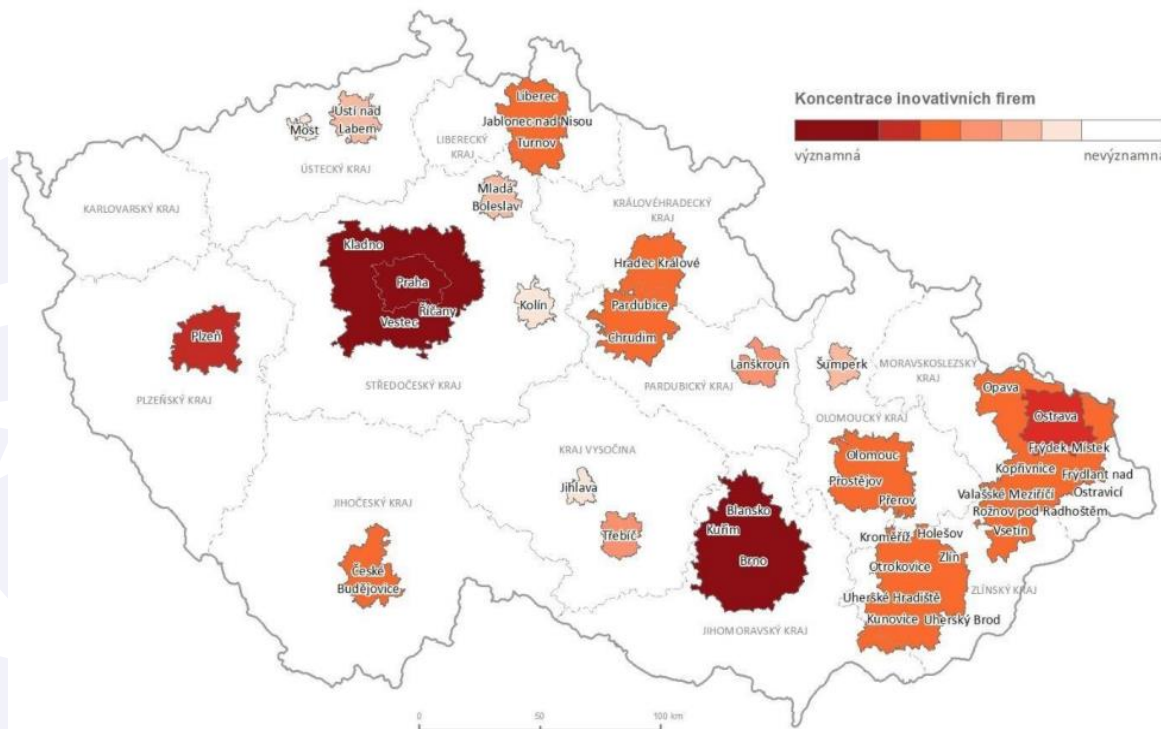 Koncentrace inovativních firem
významná
nevýznamná
Liberec
Jablonec nad Nisou
Turnov
Ústí nad
Labem
Most
LIBERECKÝ
KRAJ
ÚSTECKÝ KRAJ
Mladá
Boleslav
KARLOVARSKÝ KRAJ
KRÁLOVÉHRADECKÝ
KRAJ
Kladno
Praha
Říčany
Vestec
Kolín
Hradec Králové
Pardubice
Chrudim
Plzeň
Lanškroun
Šumperk
MORAVSKOSLEZSKÝ
KRAJ
STŘEDOČESKÝ KRAJ
PARDUBICKÝ KRAJ
PLZEŇSKÝ KRAJ
OLOMOUCKÝ KRAJ
Opava
Ostrava
Frýdek Místek
Kopřivnice
Frýdlant nad
Ostravicí
Valašské Meziříčí
Rožnov pod Radhoštěm
Vsetín
KRAJ VYSOČINA
Olomouc
Prostějov
Přerov
Jihlava
Třebíč
JIHOČESKÝ KRAJ
Blansko
Kuřim
Brno
Kroměříž
Holešov
Zlín
Otrokovice
České
Budějovice
Uherské Hradiště
ZLÍNSKÝ KRAJ
Kunovice
Uherský Brod
JIHOMORAVSKÝ KRAJ
0
50
100 km